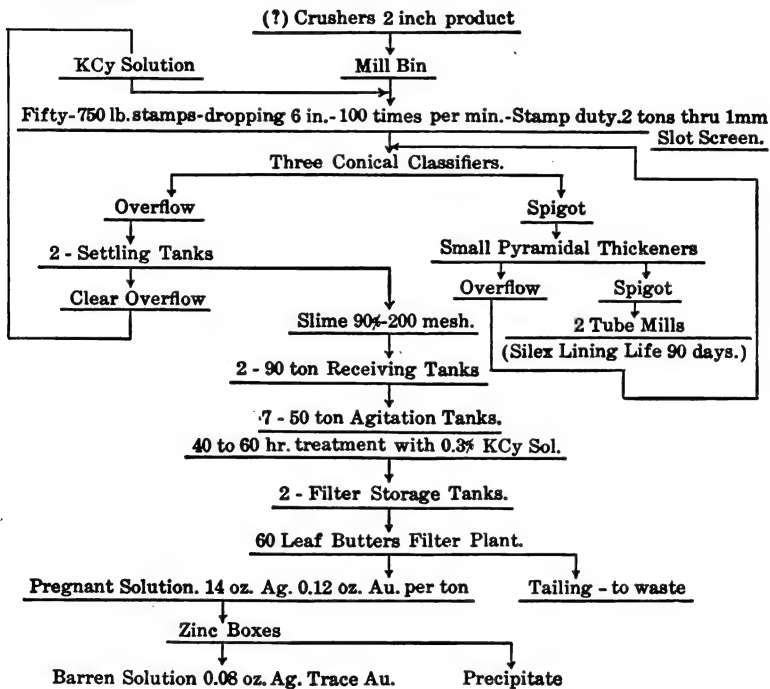 (?) Crushers 2 inch product
KCy Solution
Mill Bin
Fifty-750 lb. stamps-dropping 6 in.-100 times per min.-Stamp duty. 2 tons thru 1mm
Slot Screen.
Three Conical Classifiers.
Overflow
Spigot
2 - Settling Tanks
Small Pyramidal Thickeners
Clear Overflow
Overflow
Spigot
Slime 90%-200 mesh.
2 Tube Mills
(Silex Lining Life 90 days.)
2 - 90 ton Receiving Tanks
7 - 50 ton Agitation Tanks.
40 to 60 hr. treatment with 0.3% KCy Sol.
2 - Filter Storage Tanks.
60 Leaf Butters Filter Plant.
Pregnant Solution. 14 oz. Ag. 0.12 oz. Au. per ton
Tailing - to waste
Zinc Boxes
Barren Solution 0.08 oz. Ag. Trace Au.
Precipitate